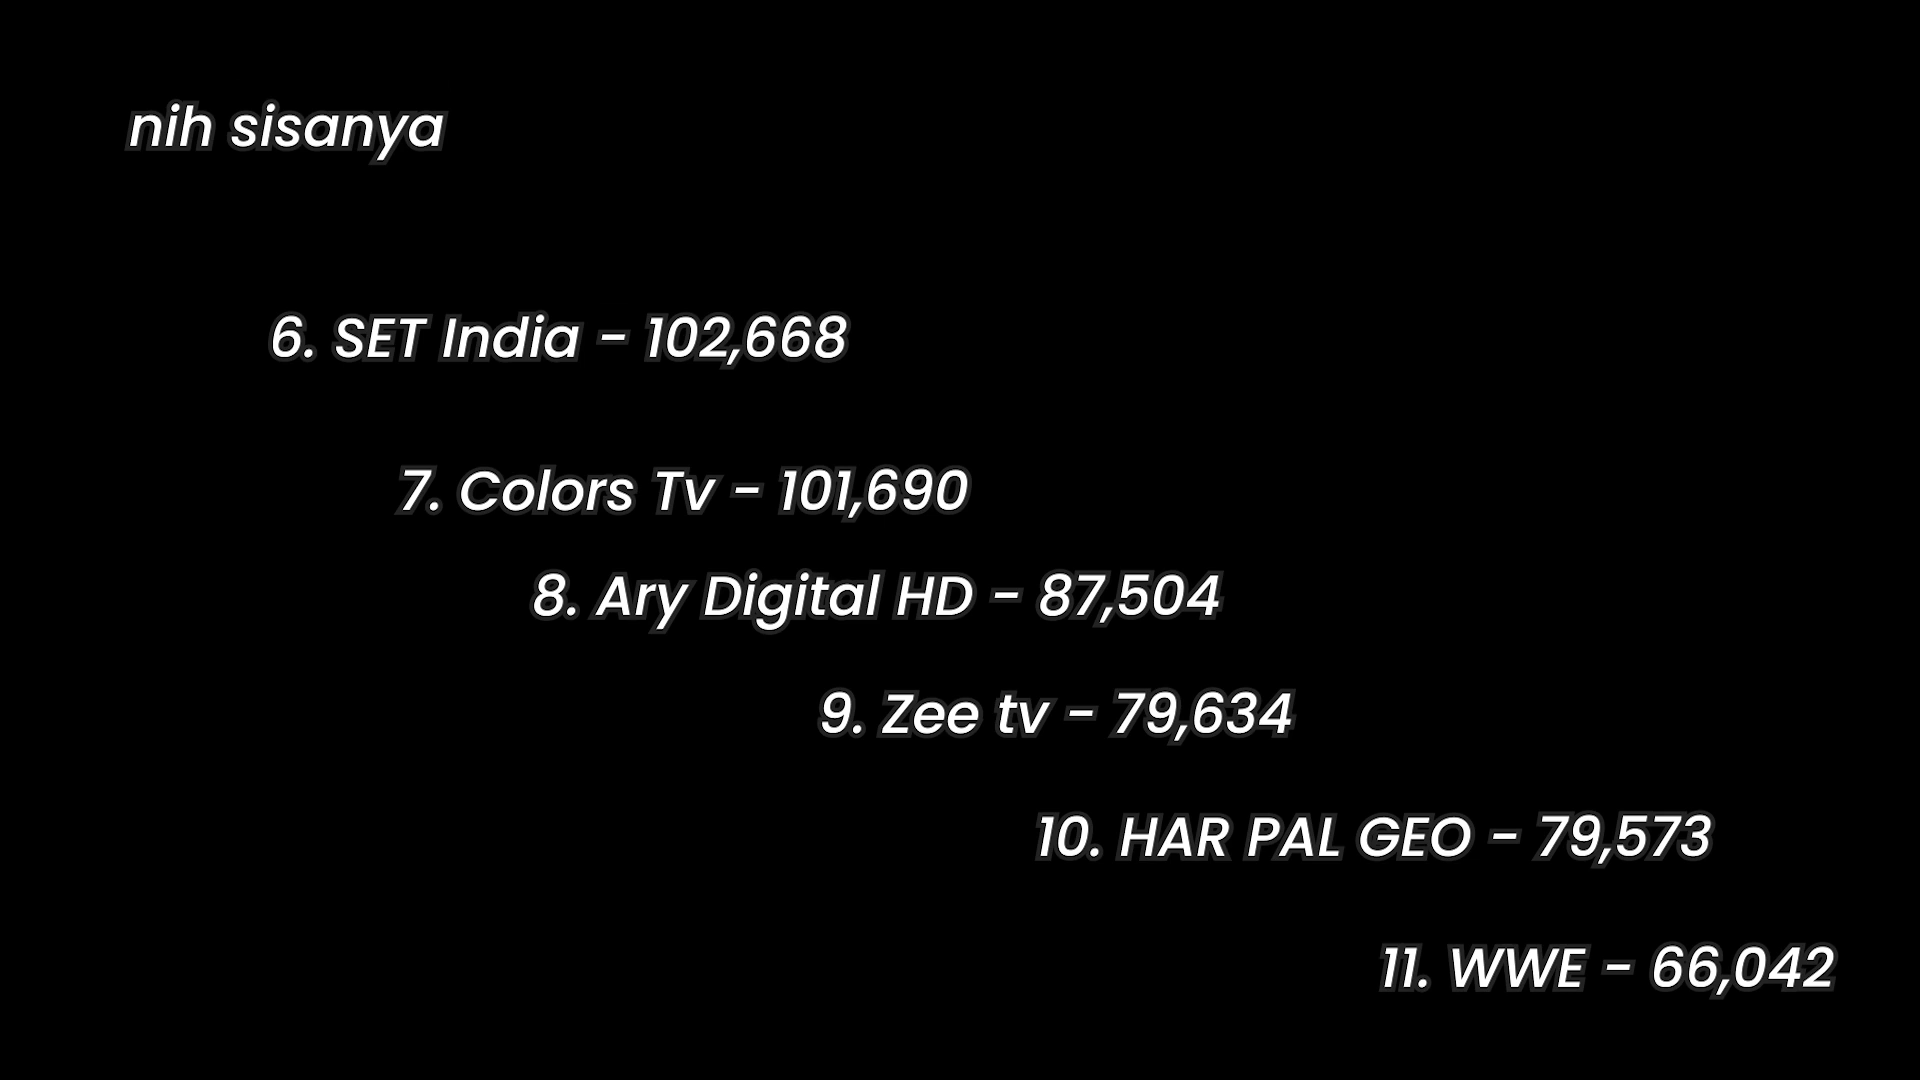 nih sisanya
6. SET India - 102,668
7. Colors Tv - 101,690
8. Ary Digital HD - 87,504
9. Zee tv - 79,634
10. HAR PAL GEO - 79,573
11. WWE - 66,042